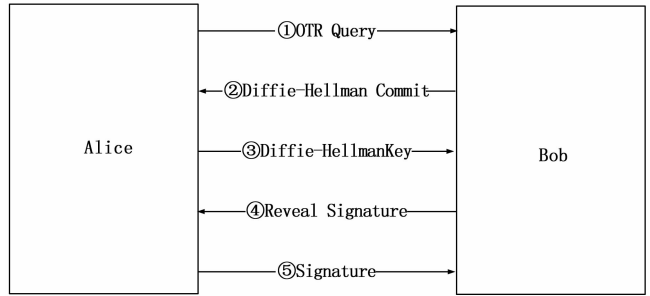 ①OTR Query
②Diffie-Hellman Commit
Alice
③Diffie-HellmanKey
Bob
④Reveal Signature
⑤Signature